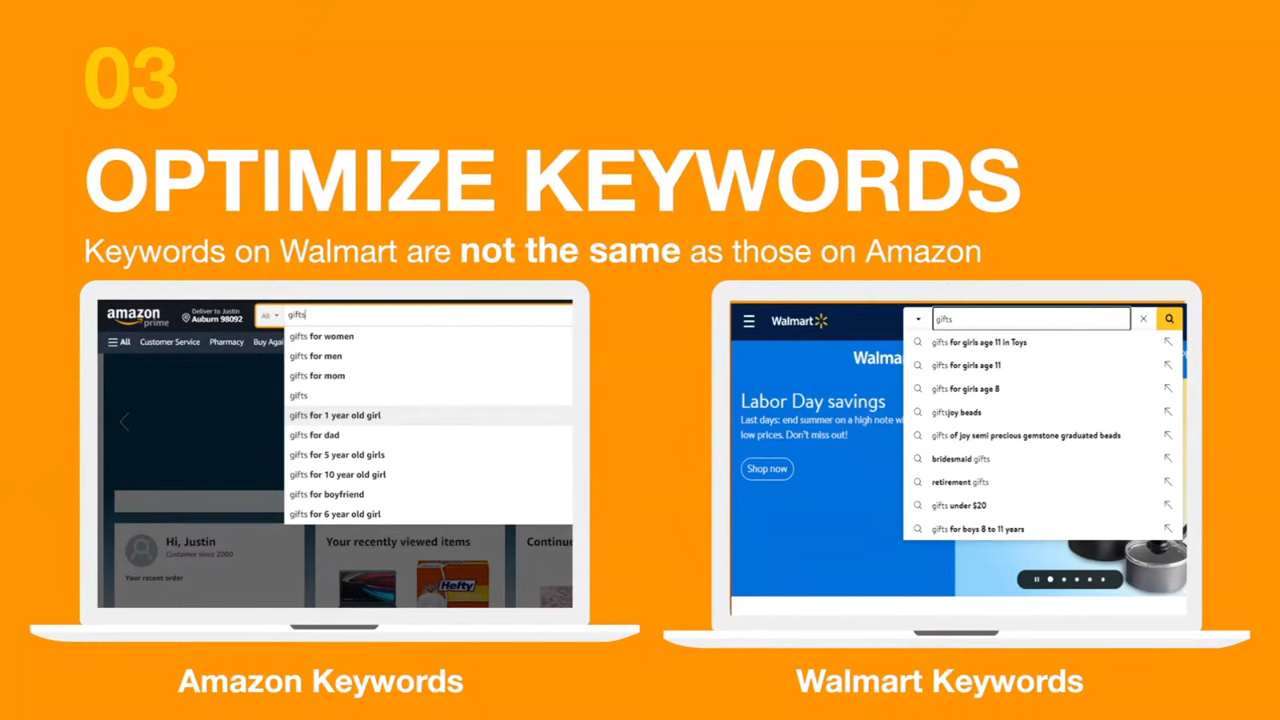 03
OPTIMIZE KEYWORDS
Keywords on Walmart are not the same as those on Amazon
amazon
prime
Deliver to Justin
Auburn 98092
All
gifts
All
Customer Service
Pharmacy
Buy Agai
gifts for women
gifts for men
gifts for mom
gifts
gifts for 1 year old girl
gifts for dad
gifts for 5 year old girls
gifts for 10 year old girl
gifts for boyfriend
gifts for 6 year old girl
Hi, Justin
Customer since 2000
Your recent order
Your recently viewed items
Continue
Hefty
Walmart
gifts
Walma
Labor Day savings
Last days: end summer on a high note wi
low prices. Don't miss out!
Shop now
gifts for girls age 11 in Toys
gifts for girls age 11
gifts for girls age 8
giftsjoy beads
gifts of joy semi precious gemstone graduated beads
bridesmaid gifts
retirement gifts
gifts under $20
gifts for boys 8 to 11 years
Amazon Keywords
Walmart Keywords